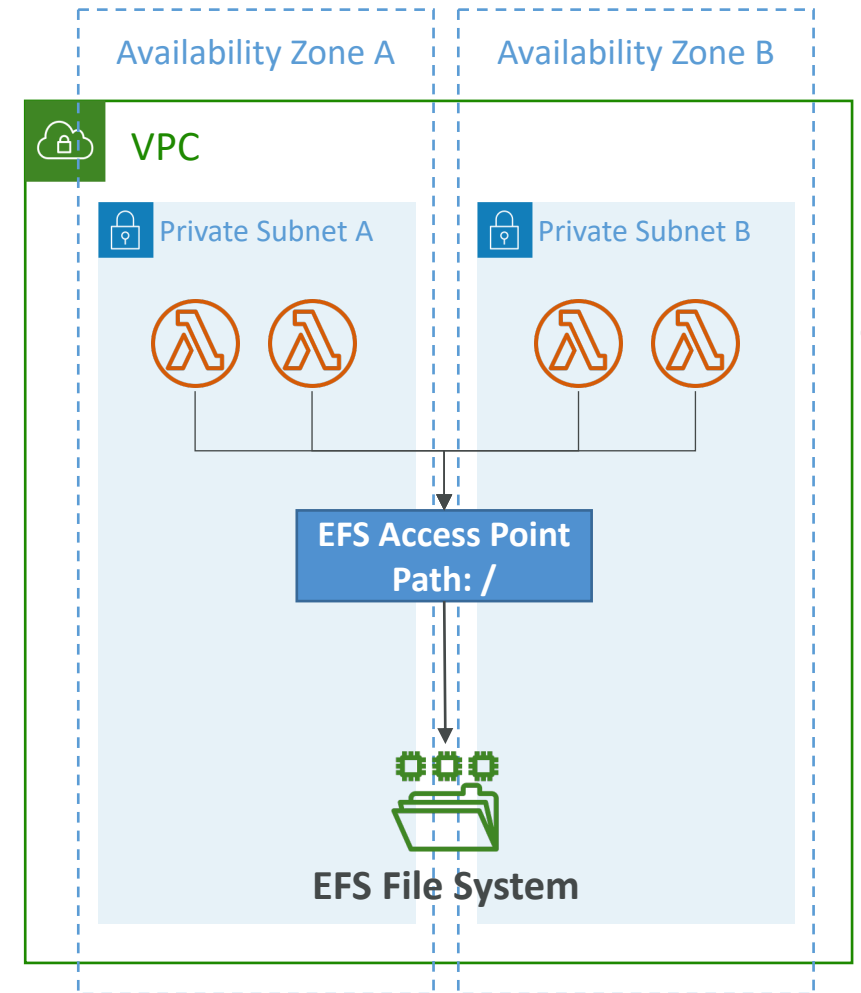 Availability Zone A
Availability Zone B
VPC
Private Subnet A
Private Subnet B
EFS Access Point
Path: /
EFS File System